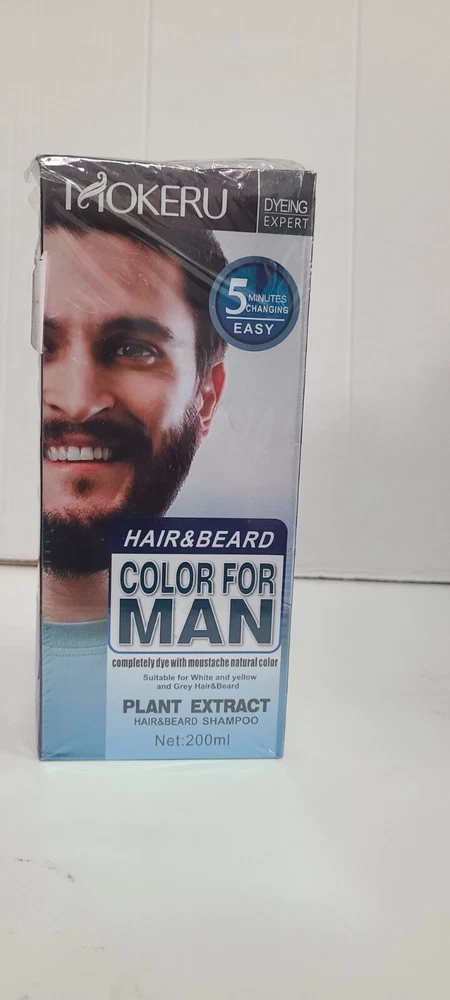 MOKERU
DYEING
EXPERT
5 MINUTES
CHANGING
EASY
HAIR&BEARD
COLOR FOR
MAN
completely dye with moustache natural color
Suitable for White and yellow
and Grey Hair&Beard
PLANT EXTRACT
HAIR&BEARD SHAMPOO
Net:200ml